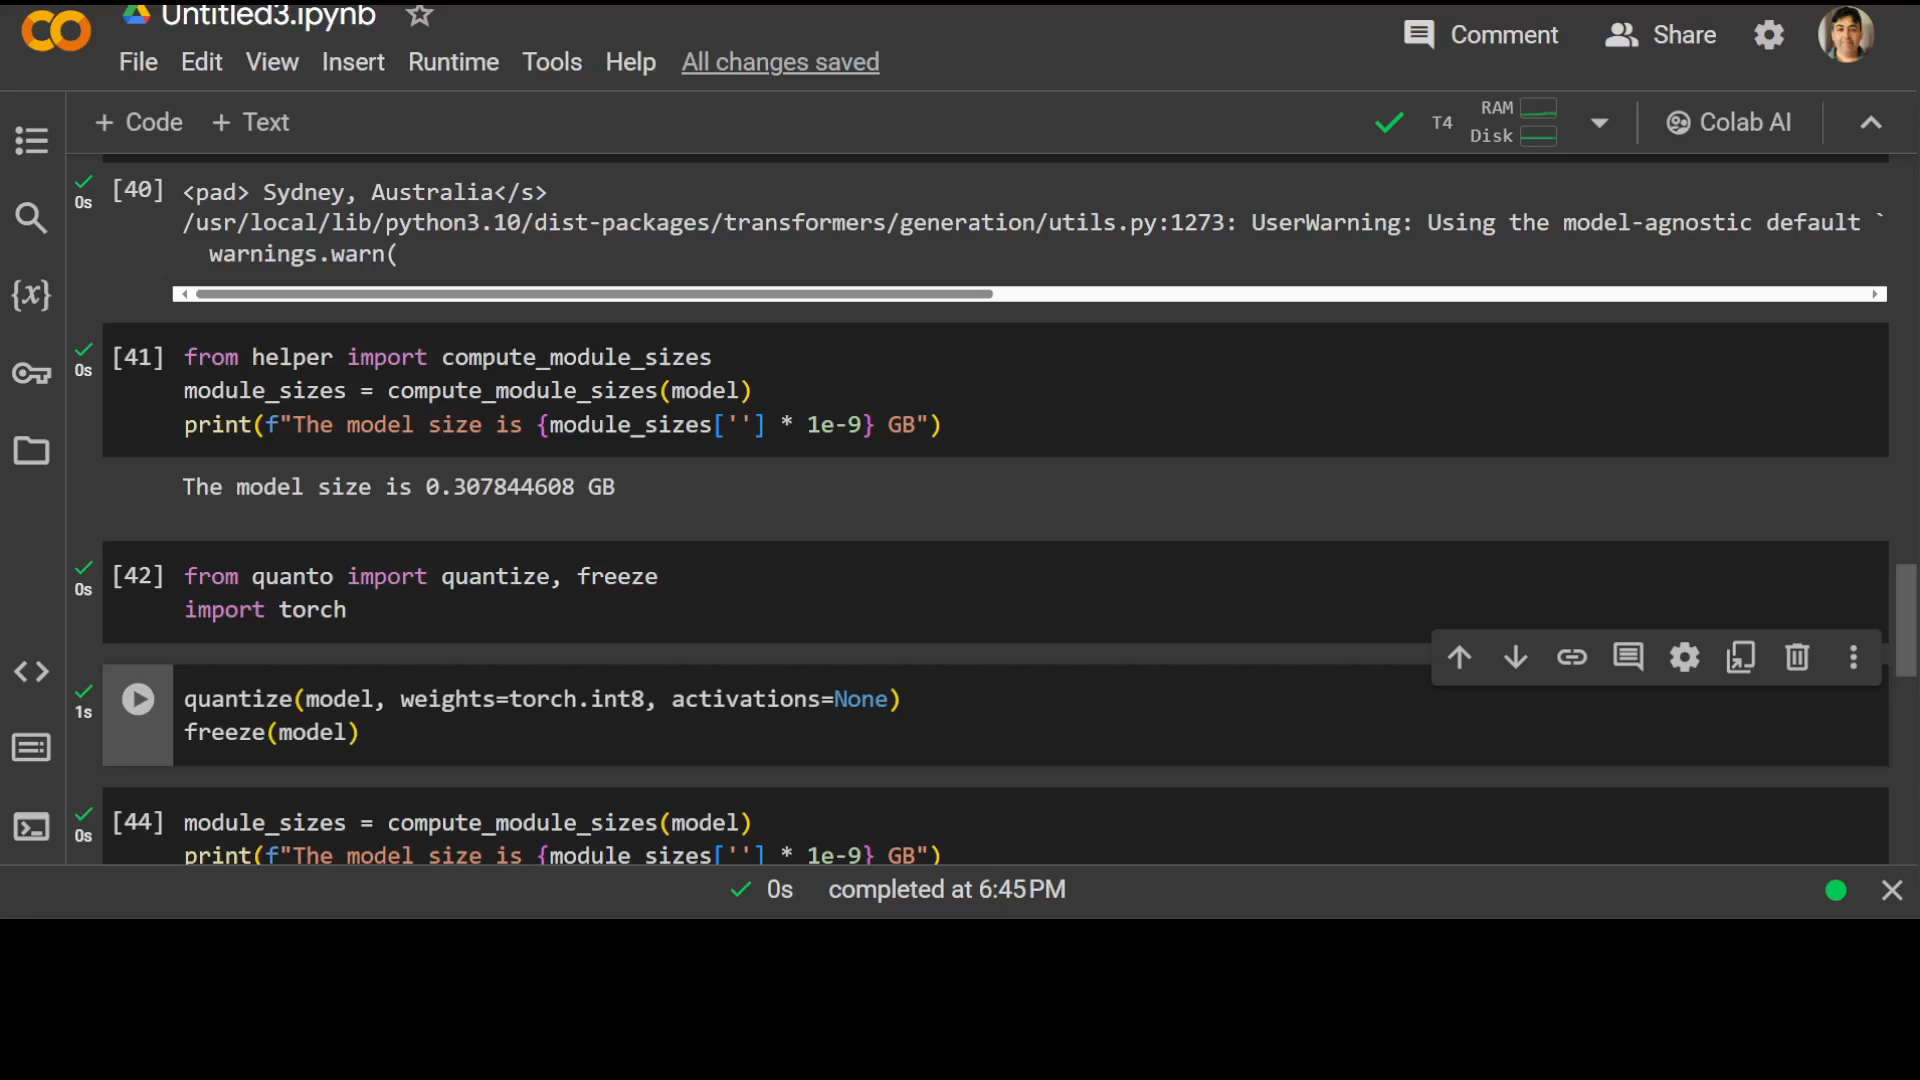 Untitled3.ipynb
File Edit View Insert Runtime Tools Help All changes saved
Comment Share
+ Code + Text
T4 RAM Disk
Colab AI
0s [40] <pad> Sydney, Australia</s>
/usr/local/lib/python3.10/dist-packages/transformers/generation/utils.py:1273: UserWarning: Using the model-agnostic default `
warnings.warn(
0s [41] from helper import compute_module_sizes
module_sizes = compute_module_sizes(model)
print(f"The model size is {module_sizes[''] * 1e-9} GB")
The model size is 0.307844608 GB
0s [42] from quanto import quantize, freeze
import torch
1s quantize(model, weights=torch.int8, activations=None)
freeze(model)
0s [44] module_sizes = compute_module_sizes(model)
print(f"The model size is {module_sizes[''] * 1e-9} GB")
0s completed at 6:45 PM